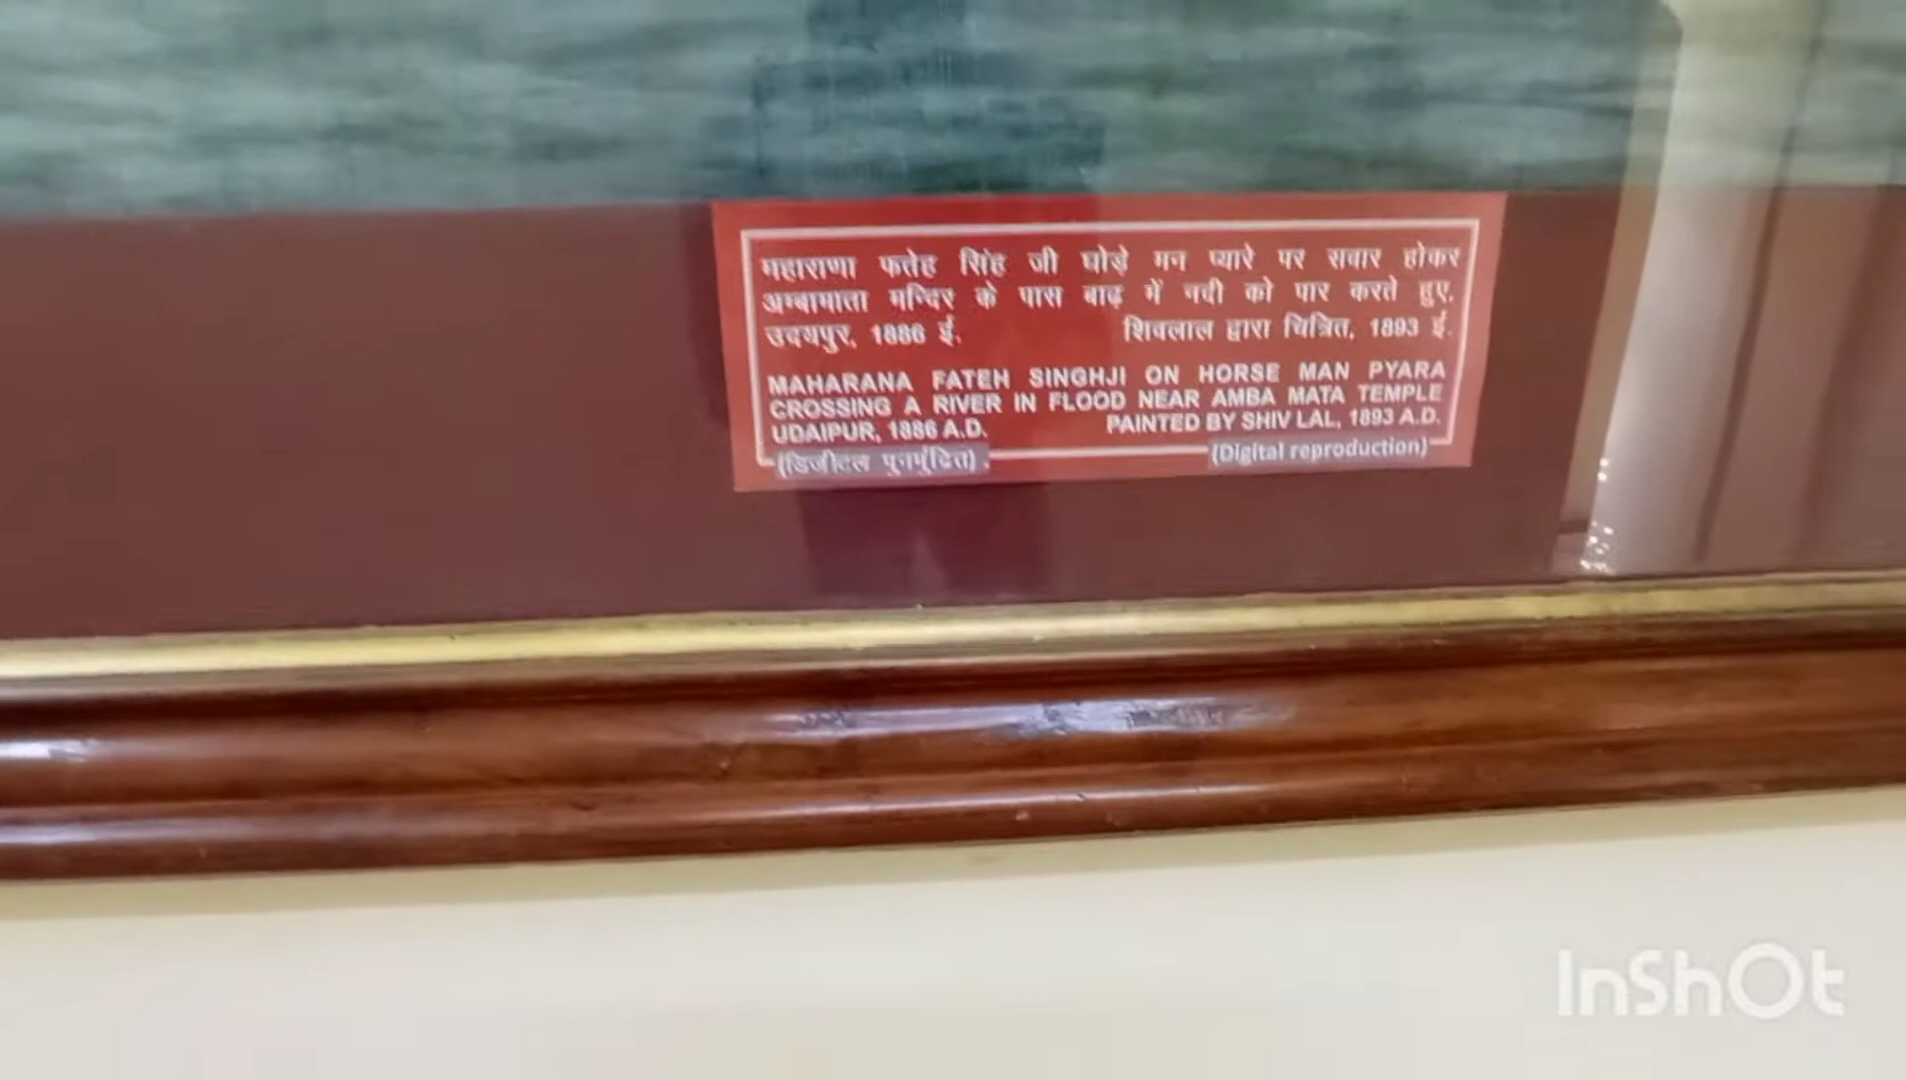 महाराणा फतेह सिंह जी घोड़े मन प्यारे पर सवार होकर
अम्बामाता मन्दिर के पास बाढ़ में नदी को पार करते हुए.
उदयपुर, 1886 ई. शिवलाल द्वारा चित्रित, 1893 ई.
MAHARANA FATEH SINGHJI ON HORSE MAN PYARA
CROSSING A RIVER IN FLOOD NEAR AMBA MATA TEMPLE
UDAIPUR, 1886 A.D. PAINTED BY SHIV LAL, 1893 A.D.
(डिजीटल (Digital reproduction)
InShOt